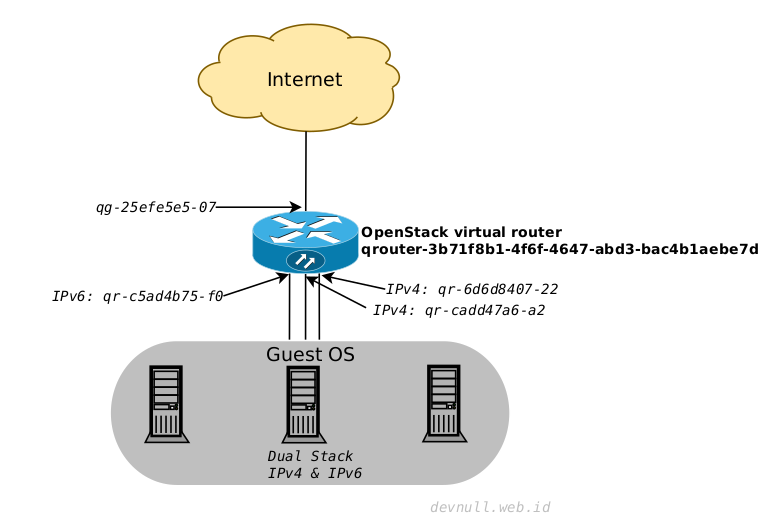 Internet
qg-25efe5e5-07
OpenStack virtual router
qrouter-3b71f8b1-4f6f-4647-abd3-bac4b1aebe7d
IPv6: qr-c5ad4b75-f0
IPv4: qr-6d6d8407-22
IPv4: qr-cadd47a6-a2
Guest OS
Dual Stack
IPv4 & IPv6
devnull.web.id